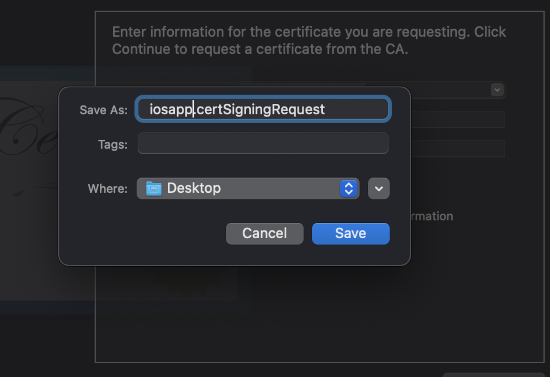 Enter information for the certificate you are requesting. Click
Continue to request a certificate from the CA.
Save As: iosapp.certSigningRequest
Tags:
Where: Desktop
rmation
Cancel Save